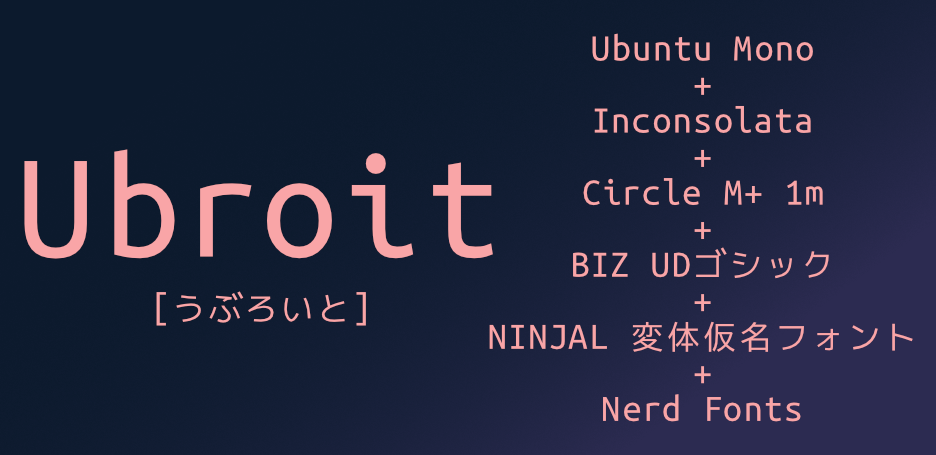 Ubroit
[うぶろいと]
Ubuntu Mono
+
Inconsolata
+
Circle M+ 1m
+
BIZ UDゴシック
+
NINJAL 変体仮名フォント
+
Nerd Fonts